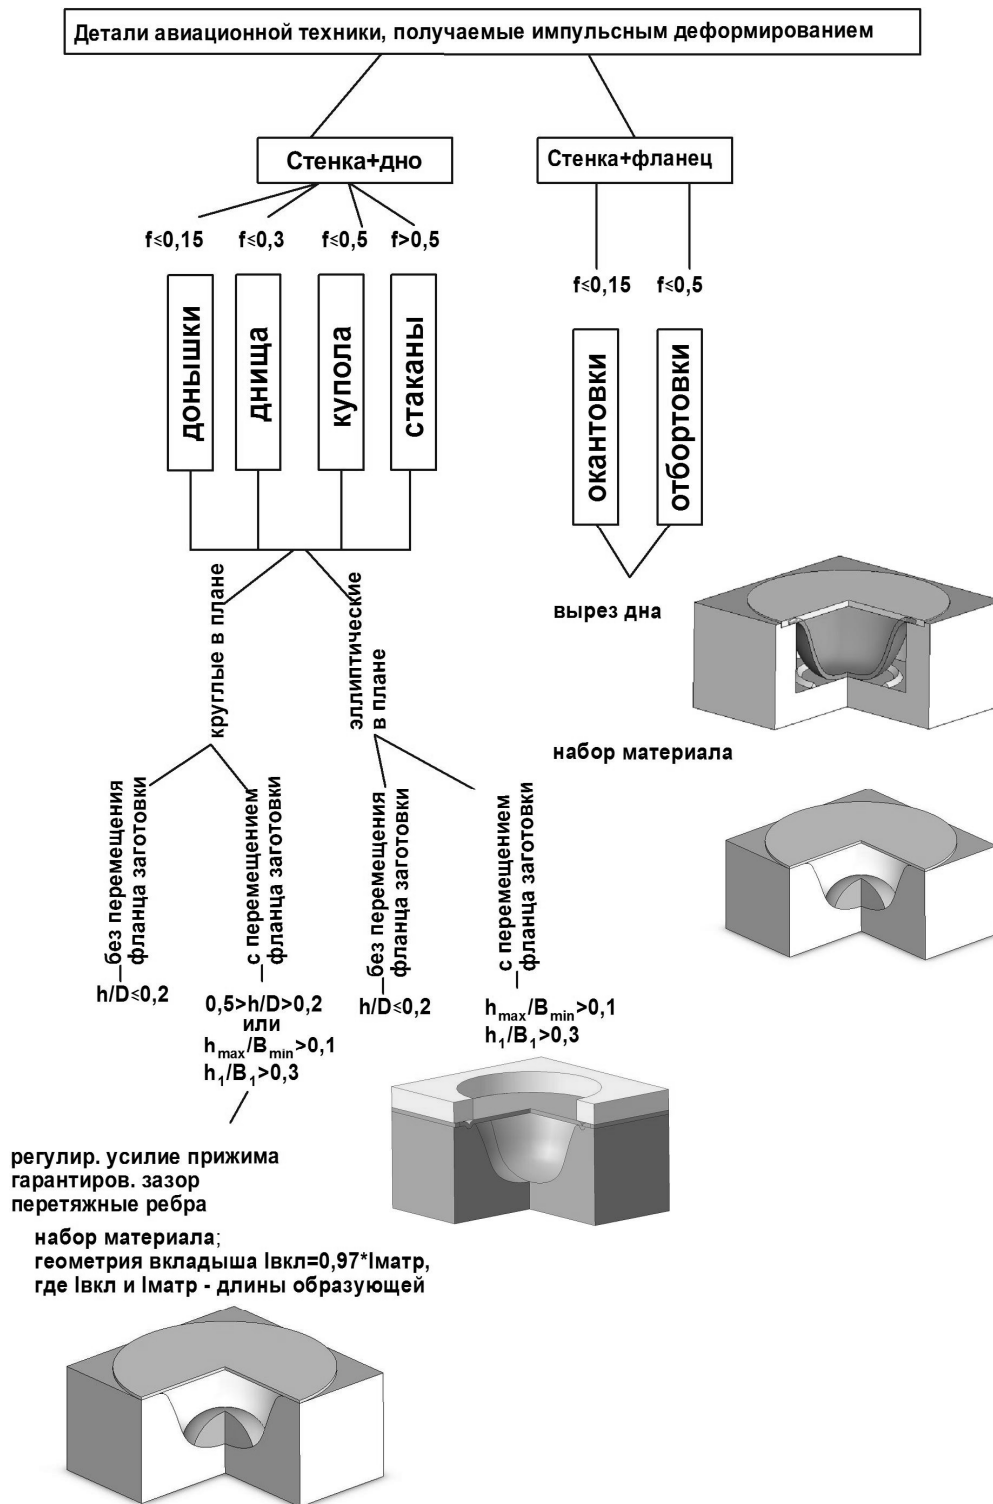 Детали авиационной техники, получаемые импульсным деформированием
Стенка+дно
Стенка+фланец
f≤0,15
f≤0,3
f≤0,5
f>0,5
f≤0,15
f≤0,5
донышки
днища
купола
стаканы
окантовки
отбортовки
вырез дна
набор материала
круглые в плане
эллиптические
в плане
без перемещения
фланца заготовки
с перемещением
фланца заготовки
без перемещения
фланца заготовки
с перемещением
фланца заготовки
h/D≤0,2
0,5>h/D>0,2
или
hmax/Bmin>0,1
h1/B1>0,3
h/D≤0,2
hmax/Bmin>0,1
h1/B1>0,3
регулир. усилие прижима
гарантиров. зазор
перетяжные ребра
набор материала;
геометрия вкладыша lвкл=0,97*lматр,
где lвкл и lматр - длины образующей